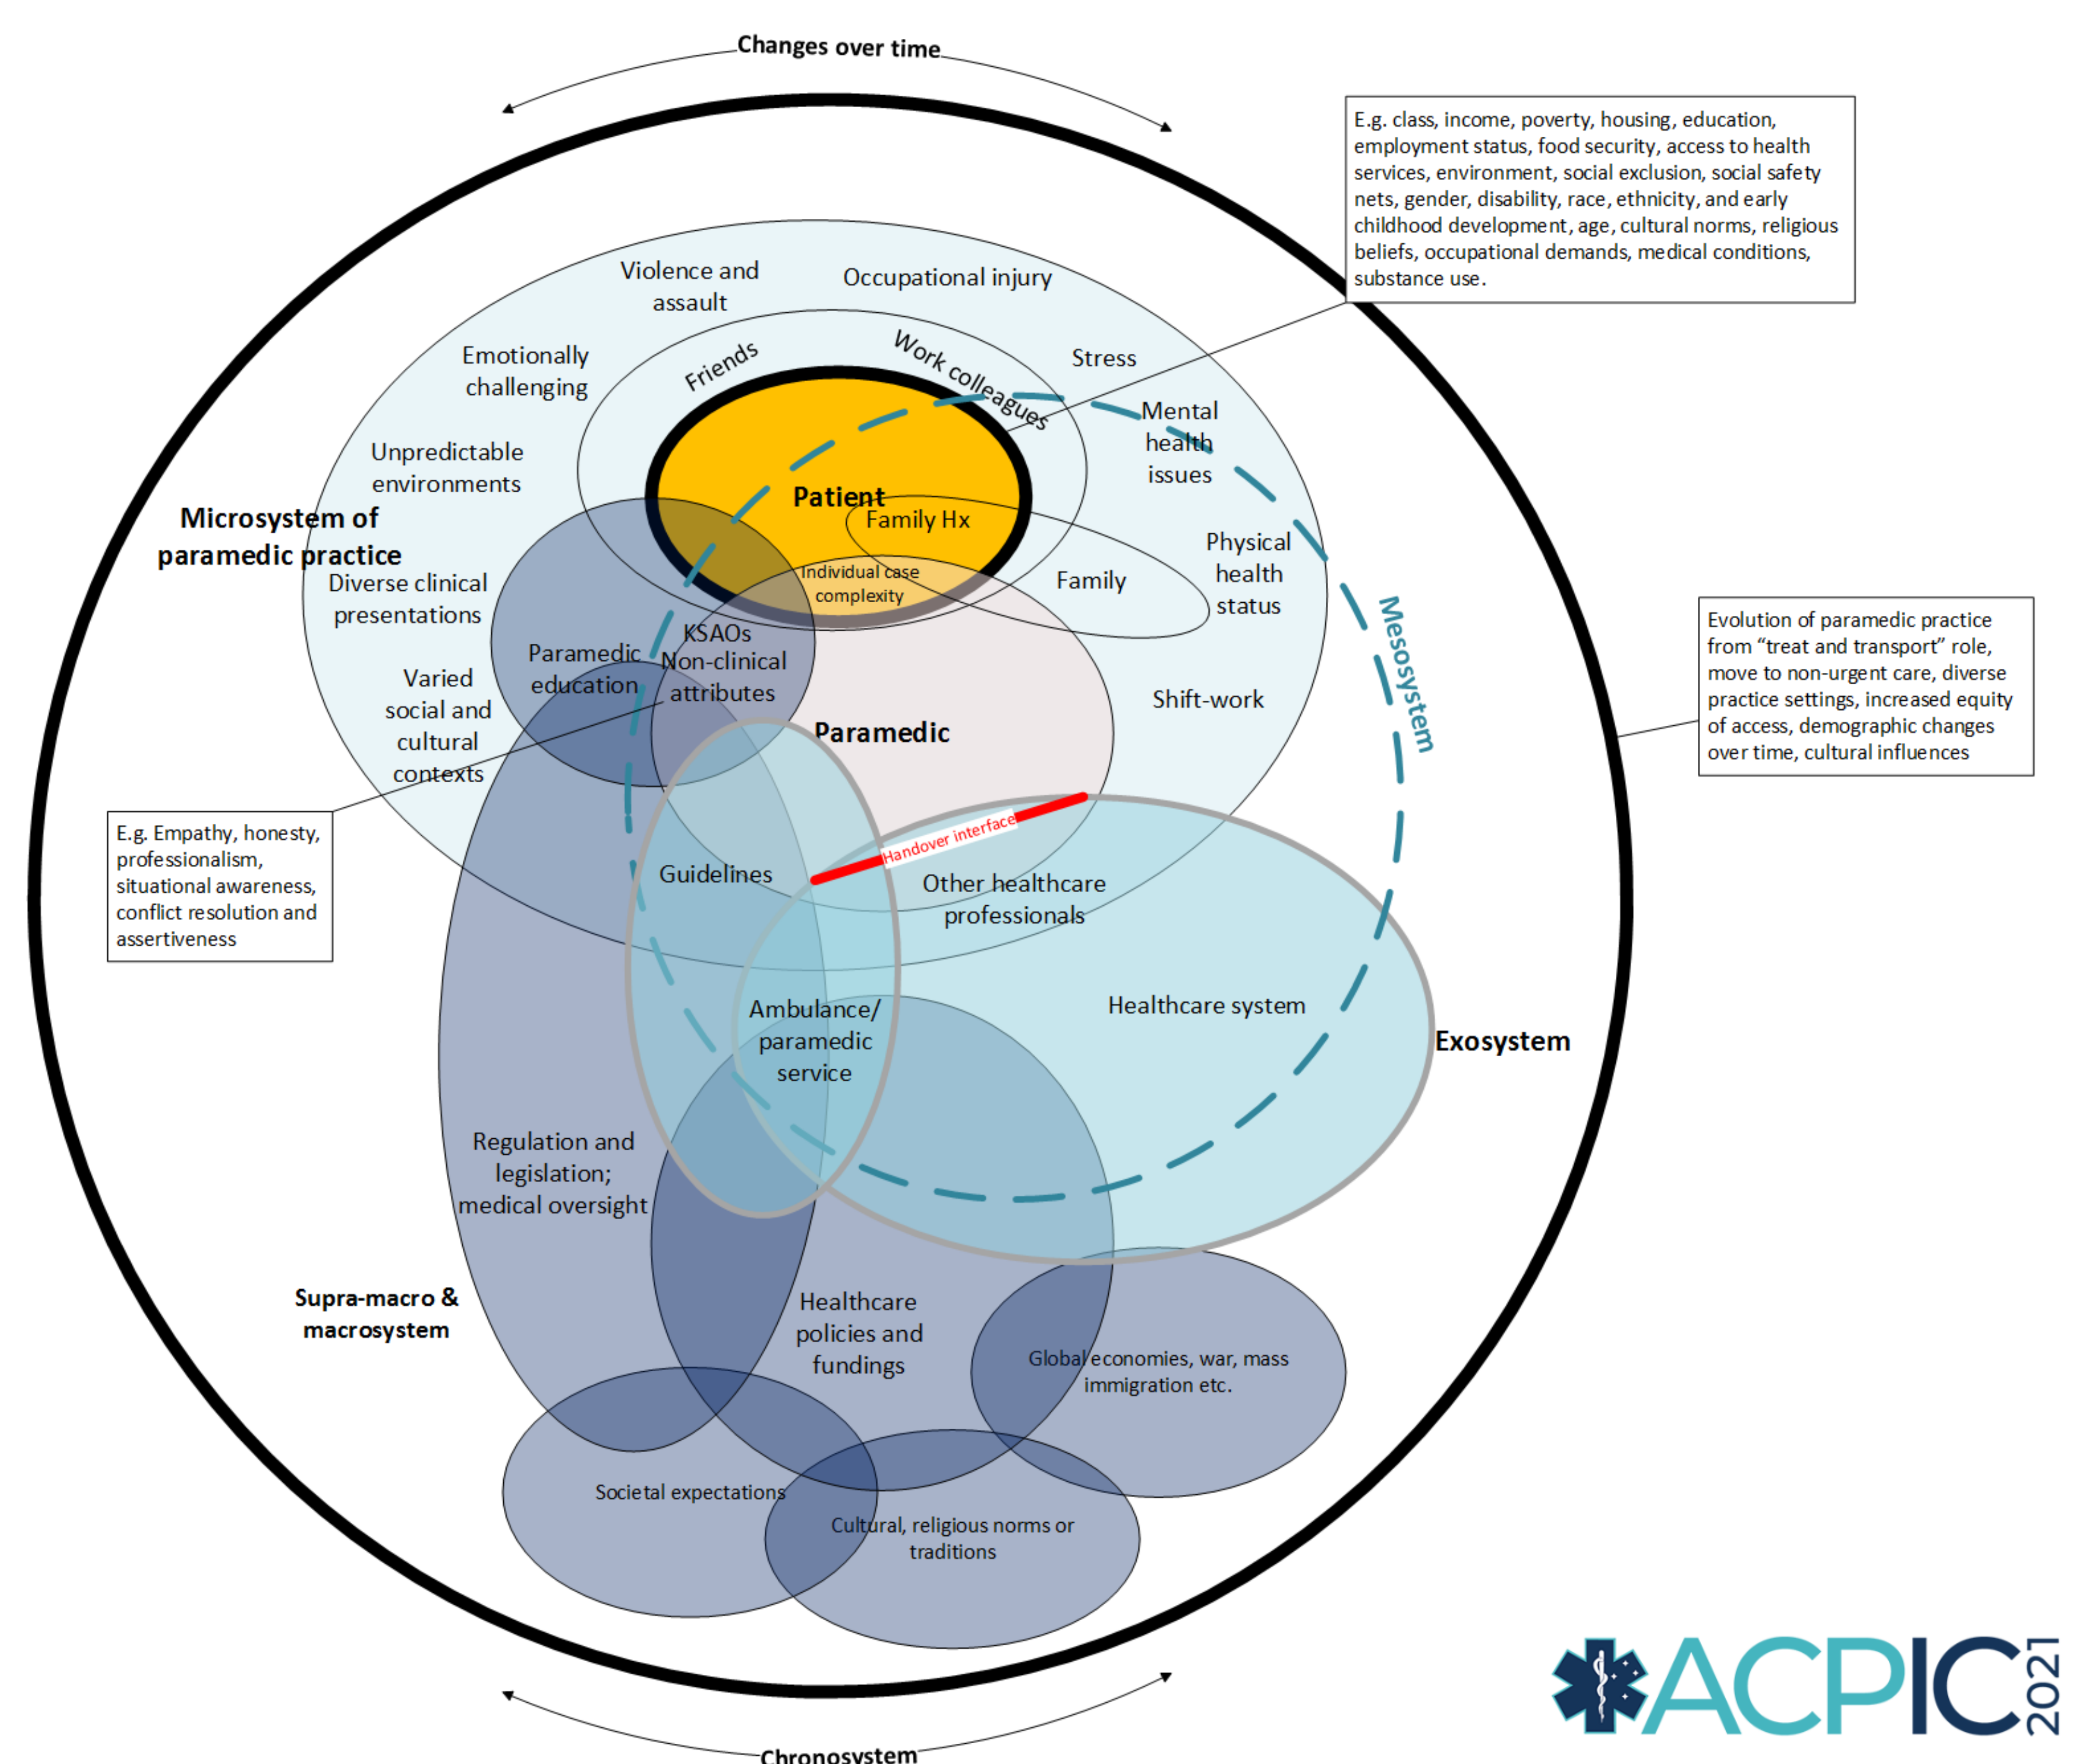 Changes over time
E.g. class, income, poverty, housing, education,
employment status, food security, access to health
services, environment, social exclusion, social safety
nets, gender, disability, race, ethnicity, and early
childhood development, age, cultural norms, religious
beliefs, occupational demands, medical conditions,
substance use.
Violence and
assault
Occupational injury
Emotionally
challenging
Friends
Work colleagues
Stress
Mental
health
issues
Unpredictable
environments
Patient
Family Hx
Microsystem of
paramedic practice
Physical
health
status
Individual case
complexity
Family
Diverse clinical
presentations
Mesosystem
Evolution of paramedic practice
from “treat and transport” role,
move to non-urgent care, diverse
practice settings, increased equity
of access, demographic changes
over time, cultural influences
KSAOs
Non-clinical
attributes
Paramedic
education
Varied
social and
cultural
contexts
Shift-work
Paramedic
E.g. Empathy, honesty,
professionalism,
situational awareness,
conflict resolution and
assertiveness
Handover interface
Guidelines
Other healthcare
professionals
Ambulance/
paramedic
service
Healthcare system
Exosystem
Regulation and
legislation;
medical oversight
Supra-macro &
macrosystem
Healthcare
policies and
fundings
Global economies, war, mass
immigration etc.
Societal expectations
Cultural, religious norms or
traditions
Chronosystem
ACPIC
2021